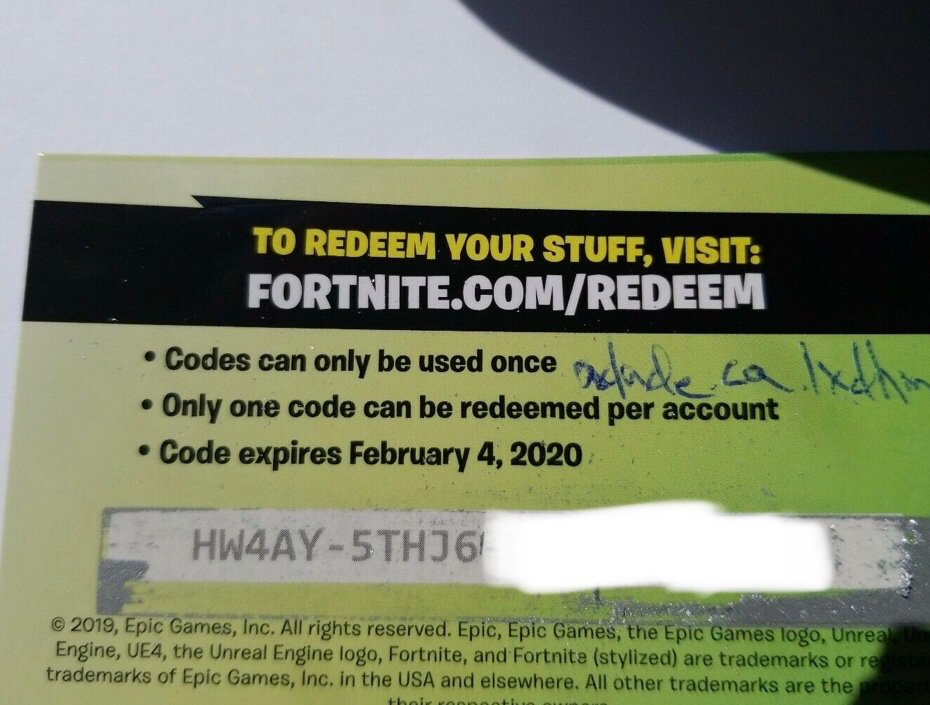 TO REDEEM YOUR STUFF, VISIT:
FORTNITE.COM/REDEEM
• Codes can only be used once
• Only one code can be redeemed per account
• Code expires February 4, 2020
HW4AY-5THJ6
© 2019, Epic Games, Inc. All rights reserved. Epic, Epic Games, the Epic Games logo, Unreal,
Engine, UE4, the Unreal Engine logo, Fortnite, and Fortnite (stylized) are trademarks or
trademarks of Epic Games, Inc. in the USA and elsewhere. All other trademarks are the
their respective owners